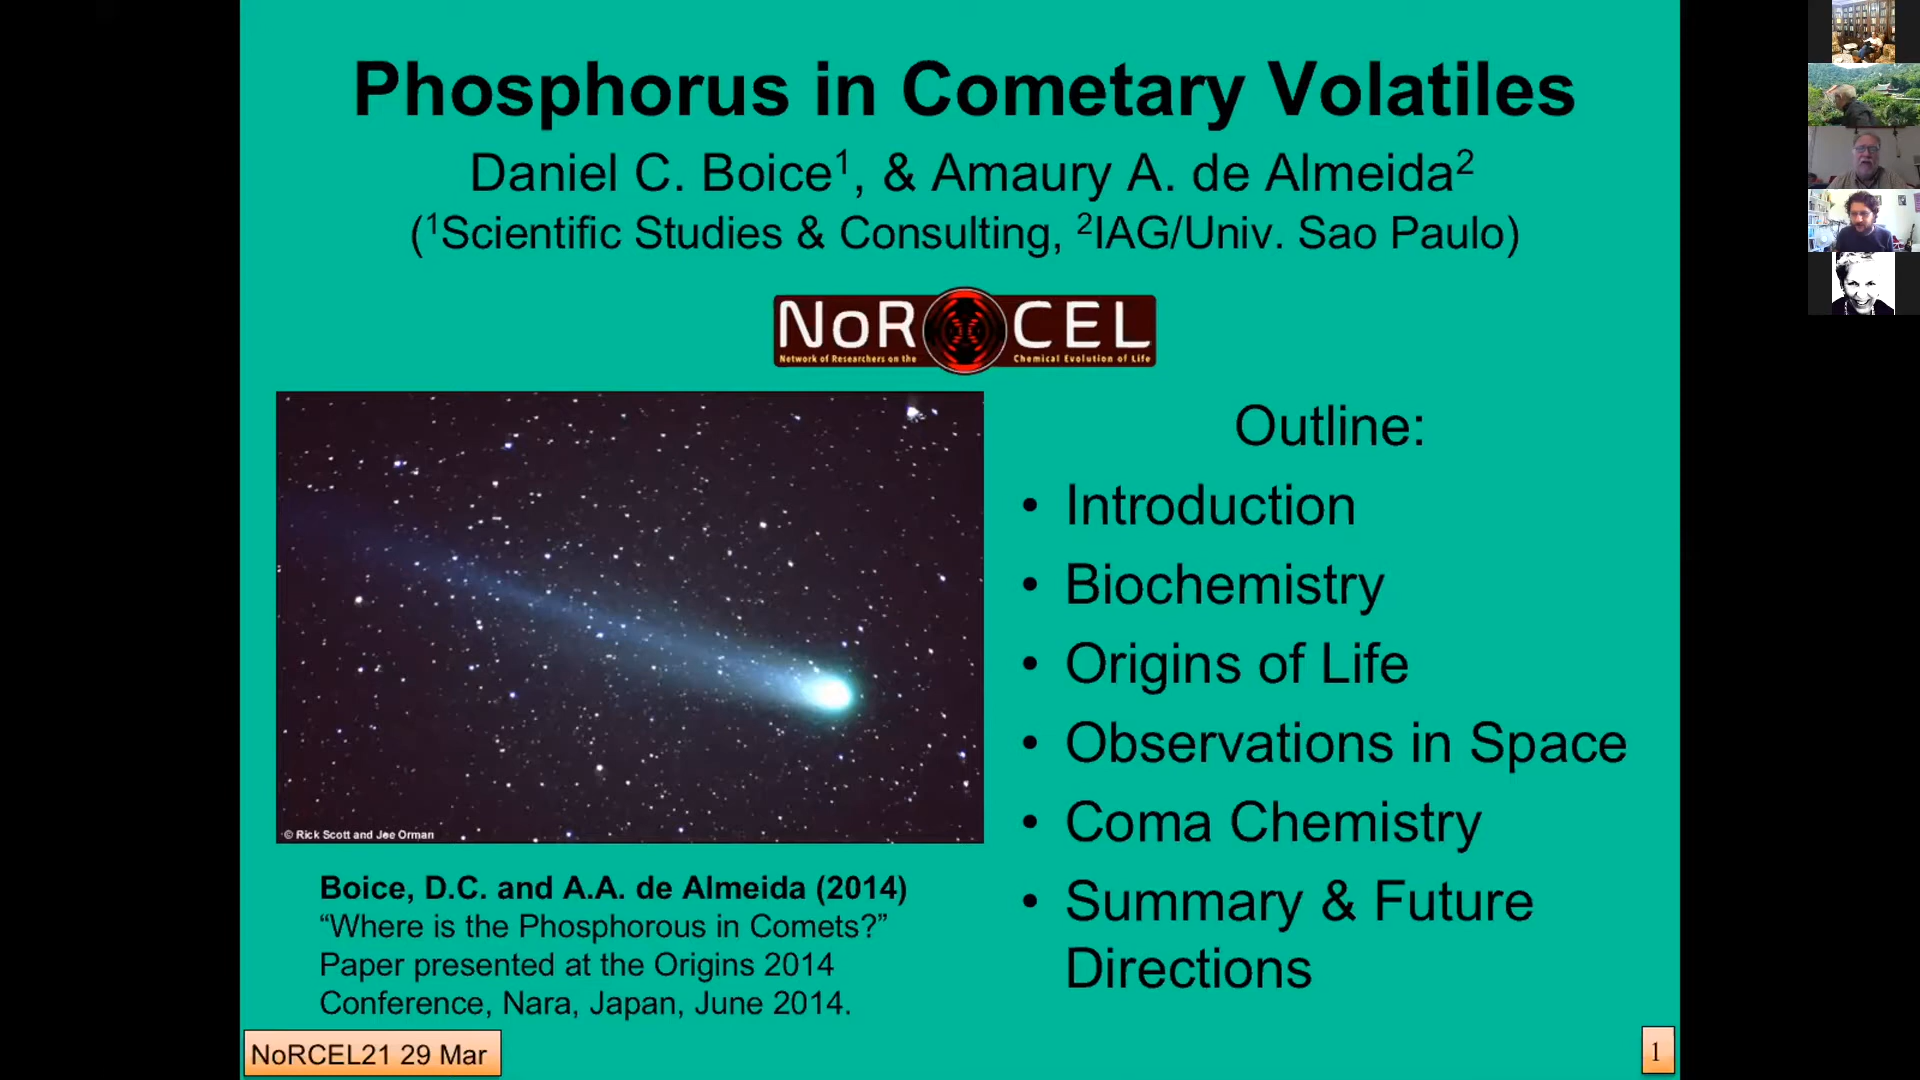 Phosphorus in Cometary Volatiles
Daniel C. Boice1, & Amaury A. de Almeida2
(1Scientific Studies & Consulting, 2IAG/Univ. Sao Paulo)
NoR CEL
Network of Researchers on the Chemical Evolution of Life
Outline:
• Introduction
• Biochemistry
• Origins of Life
• Observations in Space
• Coma Chemistry
• Summary & Future
Directions
© Rick Scott and Joe Orman
Boice, D.C. and A.A. de Almeida (2014)
“Where is the Phosphorous in Comets?”
Paper presented at the Origins 2014
Conference, Nara, Japan, June 2014.
NoRCEL21 29 Mar
1